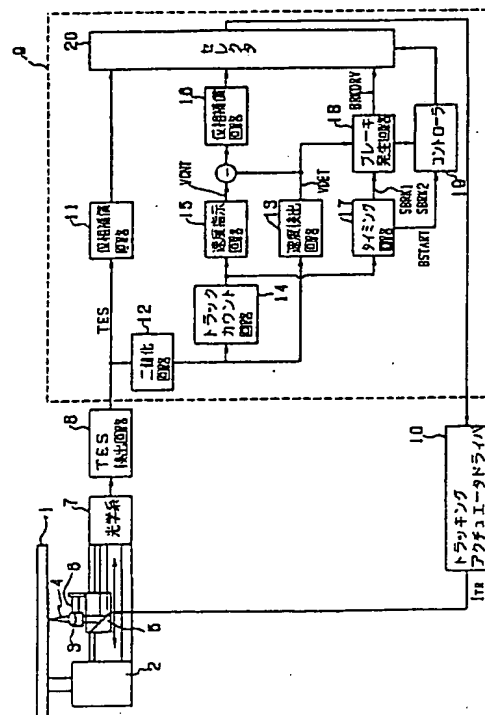 1
2
3
4
5
6
7
光学系
8
TES
検出回路
9
TES
11
位相補償
回路
12
二値化
回路
14
トラック
カウント
回路
15
速度指示
回路
VCNT
−
16
位相補償
回路
13
速度検出
回路
VDET
17
タイミング
回路
SBRK1
SBRK2
BSTART
18
ブレーキ
発生回路
BRKDRV
19
コントローラ
20
セレクタ
10
トラッキング
アクチュエータドライバ
ITR